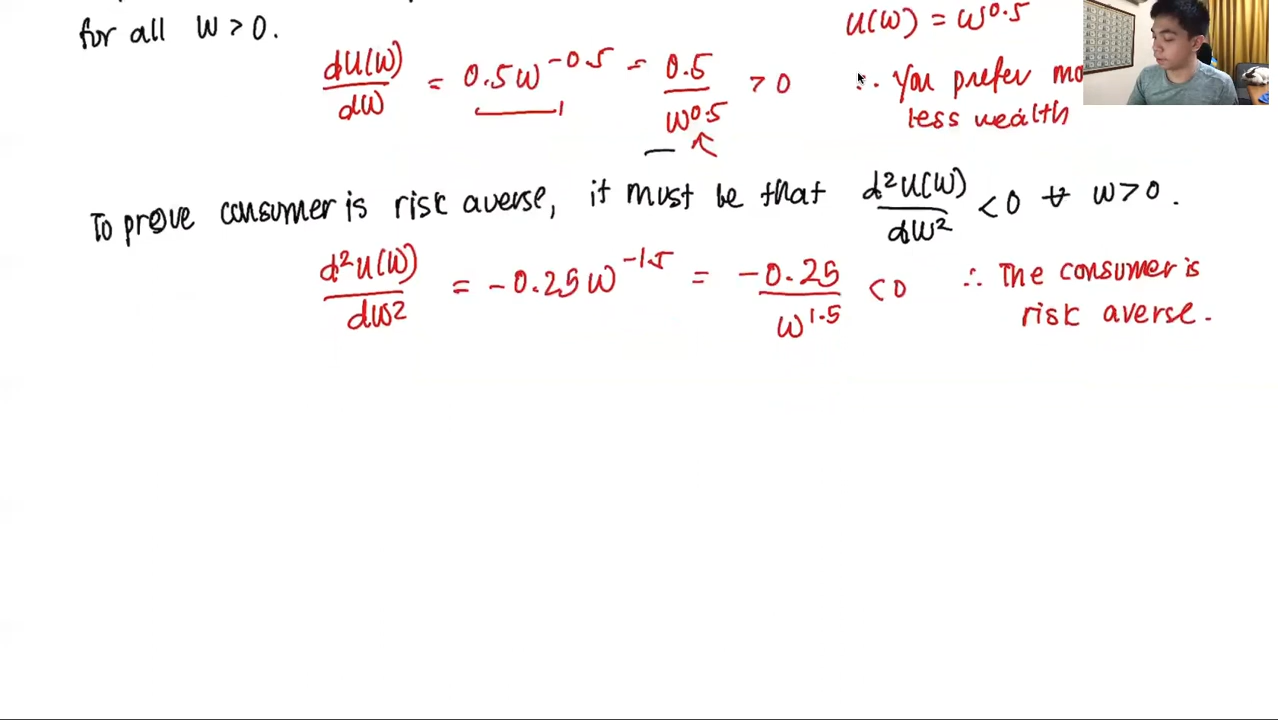 for all W > 0.
U(W) = W^0.5
dU(W)/dW = 0.5W^-0.5 = 0.5/W^0.5 > 0 ∴ You prefer
less wealth
To prove consumer is risk averse, it must be that d²U(W)/dW² < 0 ∀ W > 0.
d²U(W)/dW² = -0.25W^-1.5 = -0.25/W^1.5 < 0 ∴ The consumer is
risk averse.